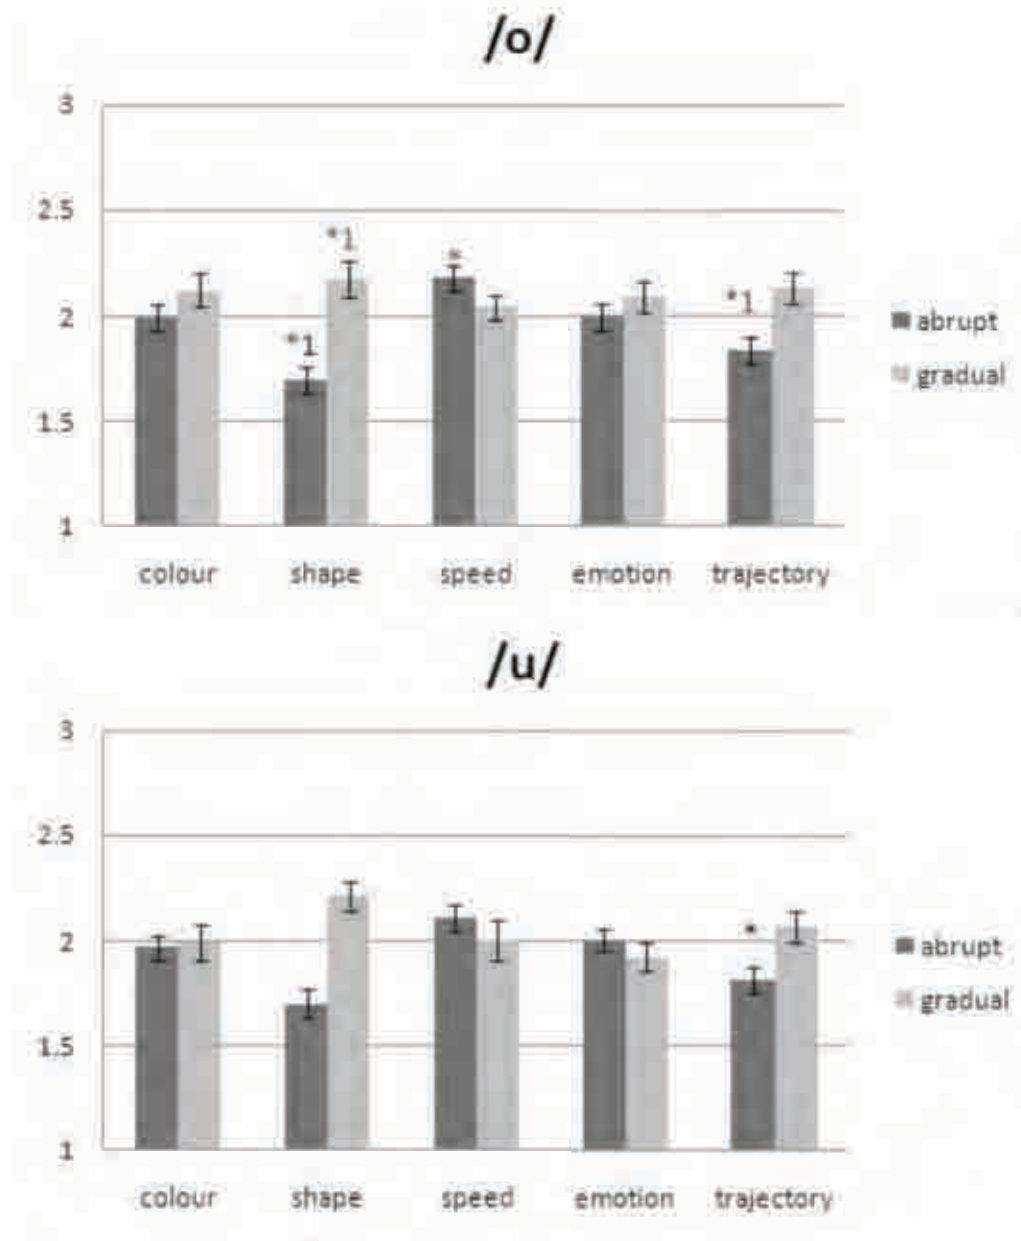 /o/
3
2.5
*1
*
2
*1
*1
abrupt
gradual
1.5
1
colour shape speed emotion trajectory
/u/
3
2.5
2
*
abrupt
gradual
1.5
1
colour shape speed emotion trajectory